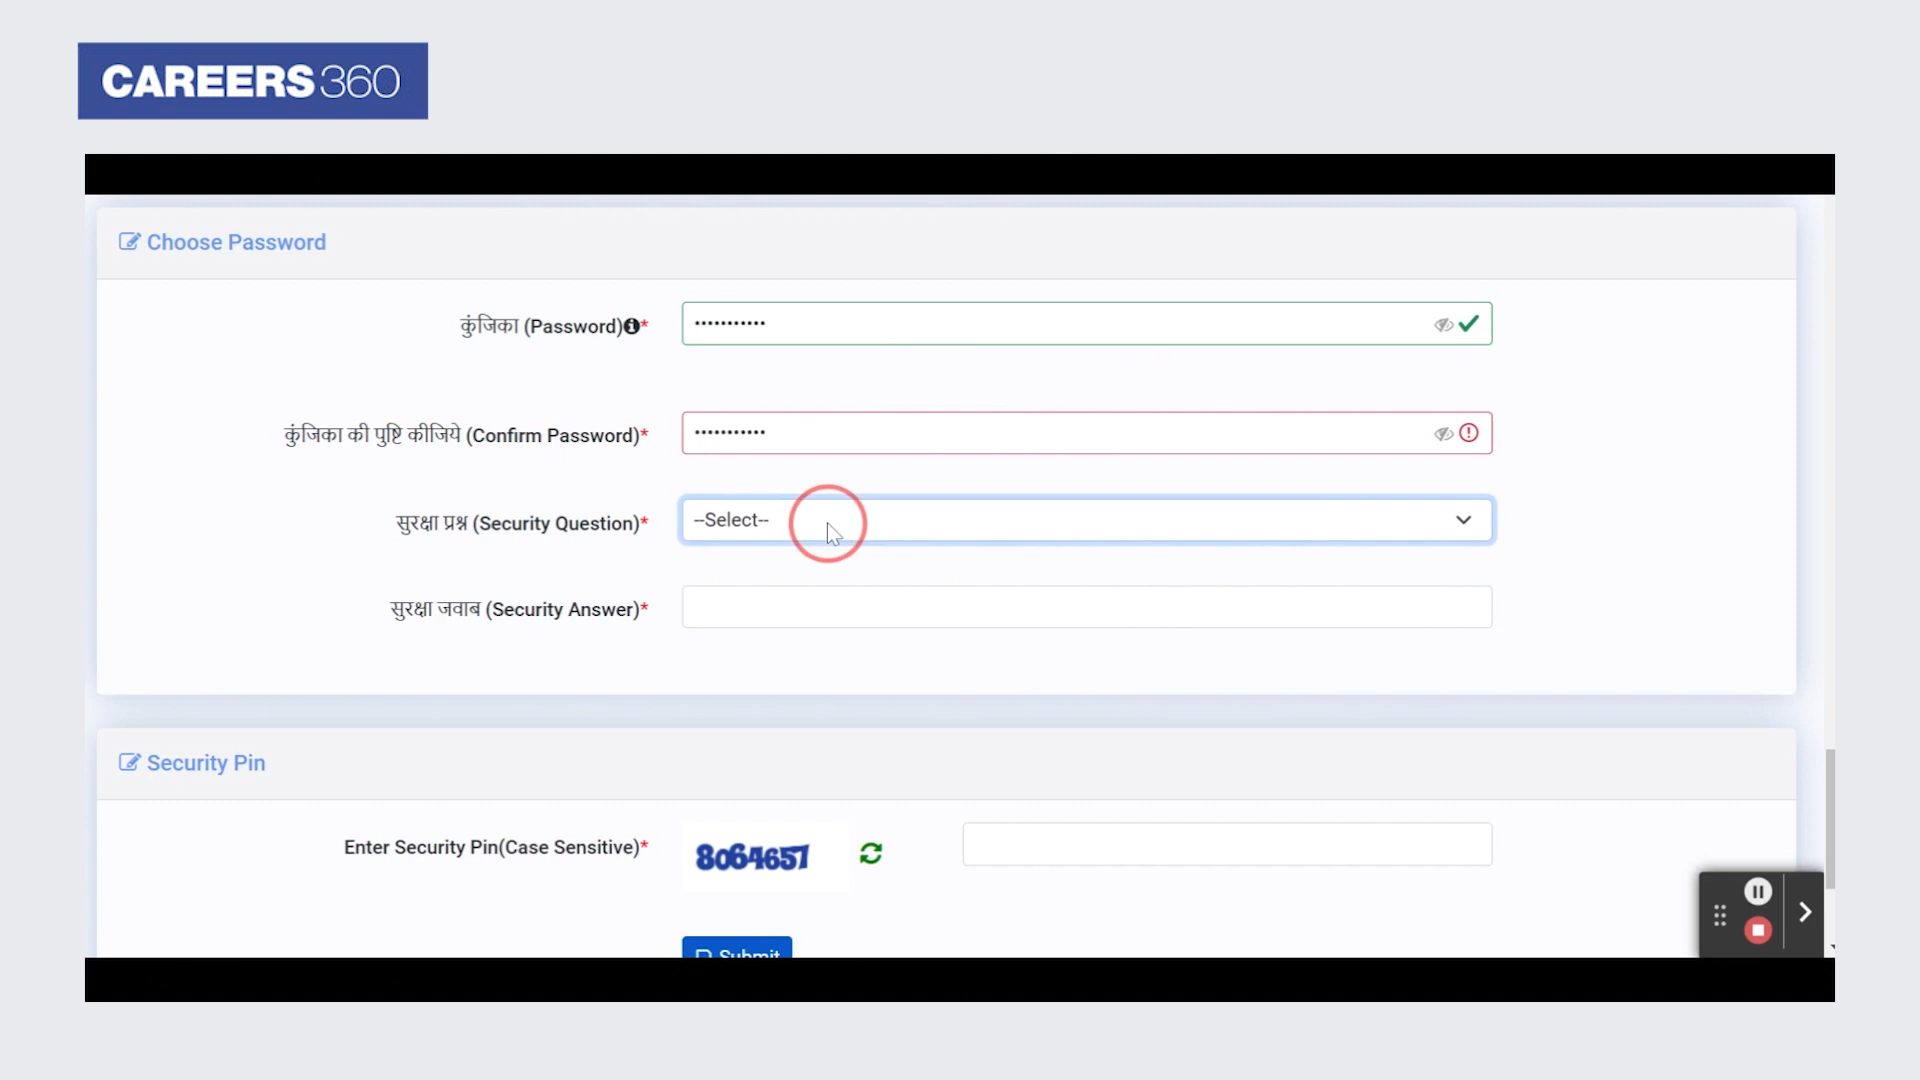 CAREERS360
Choose Password
कुंजिका (Password)*
•••••••••••
कुंजिका की पुष्टि कीजिये (Confirm Password)*
•••••••••••
सुरक्षा प्रश्न (Security Question)*
--Select--
सुरक्षा जवाब (Security Answer)*
Security Pin
Enter Security Pin(Case Sensitive)*
8064657
Submit